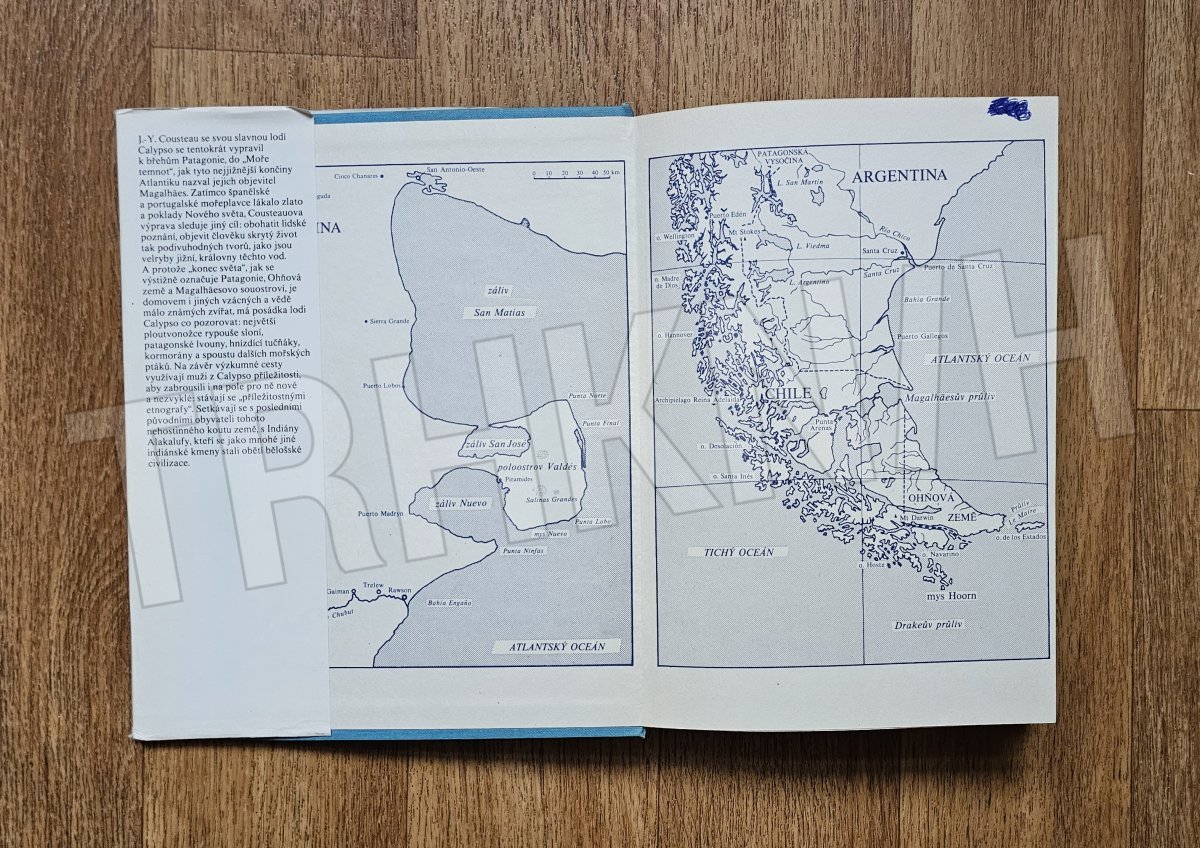 J.-Y. Cousteau se svou slavnou lodí
Calypso se tentokrát vypravil
k břehům Patagonie, do „Moře
temnot“, jak tyto nejjižnější končiny
Atlantiku nazval jejich objevitel
Magalhães. Zatímco španělské
a portugalské mořeplavce lákalo zlato
a poklady Nového světa, Cousteauova
výprava sleduje jiný cíl: obohatit lidské
poznání, objevit člověku skrytý život
tak podivuhodných tvorů, jako jsou
velryby jižní, královny těchto vod.
A protože „konec světa“, jak se
výstižně označuje Patagonie, Ohňová
země a Magalhãesovo souostroví, je
domovem i jiných vzácných a vědě
málo známých zvířat, má posádka lodi
Calypso co pozorovat: největší
ploutvonožce rypouše sloní,
patagonské lvouny, hnízdící tučňáky,
kormorány a spoustu dalších mořských
ptáků. Na závěr výzkumné cesty
využívají muži z Calypso příležitosti,
aby zabrousili i na pole pro ně nové
a nezvyklé: stávají se „příležitostnými
etnografy“. Setkávají se s posledními
původními obyvateli tohoto
nehostinného koutu země, s Indiány
Alakalufy, kteří se jako mnohé jiné
indiánské kmeny stali obětí bělošské
civilizace.
Cinco Chanares
San Antonio-Oeste
0 10 20 30 40 50 km
guda
INA
záliv
San Matias
Sierra Grande
Puerto Lobos
Punta Norte
Punta Final
záliv San José
poloostrov Valdés
Piramides
Salinas Grandes
záliv Nuevo
Puerto Madryn
Punta Lobo
mys Nuevo
Punta Ninfas
Gaiman
Trelew
Rawson
Chubut
Bahia Engaño
ATLANTSKÝ OCEÁN
PATAGONSKÁ
VYSOČINA
ARGENTINA
L. San Martin
Puerto Edén
o. Wellington
Mt Stokes
Rio Chico
L. Viedma
Santa Cruz
Puerto de Santa Cruz
Santa Cruz
o. Madre
de Dios
L. Argentino
Bahia Grande
o. Hannover
Puerto Gallegos
ATLANTSKÝ OCEÁN
CHILE
Archipiélago Reina Adelaida
Magalhãesův průliv
Punta
Arenas
o. Desolación
o. Santa Inés
OHŇOVÁ
ZEMĚ
Průliv
Le Maire
Mt Darwin
o. de los Estados
TICHÝ OCEÁN
o. Navarino
o. Hoste
mys Hoorn
Drakeův průliv
TRHKNIH